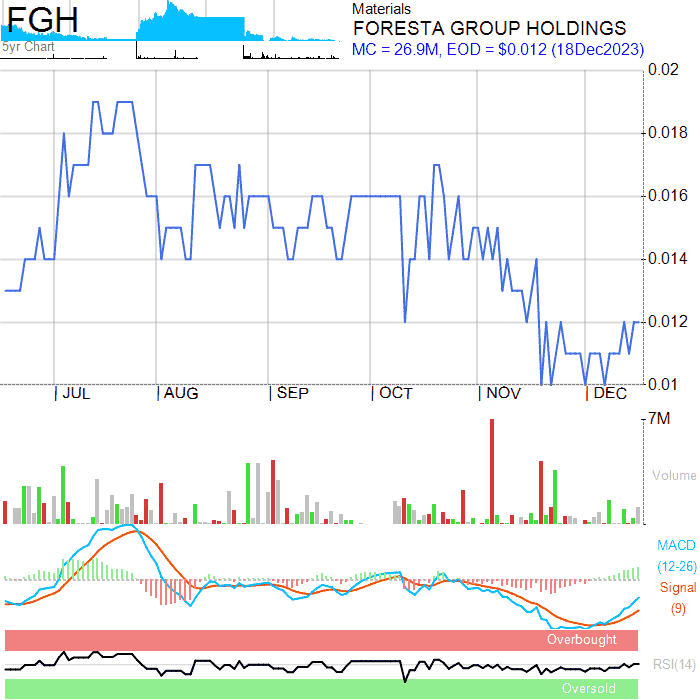 FGH
5yr Chart
Materials
FORESTA GROUP HOLDINGS
MC = 26.9M, EOD = $0.012 (18Dec2023)
0.02
0.018
0.016
0.014
0.012
0.01
JUL
AUG
SEP
OCT
NOV
DEC
7M
Volume
MACD
(12-26)
Signal
(9)
Overbought
RSI(14)
Oversold